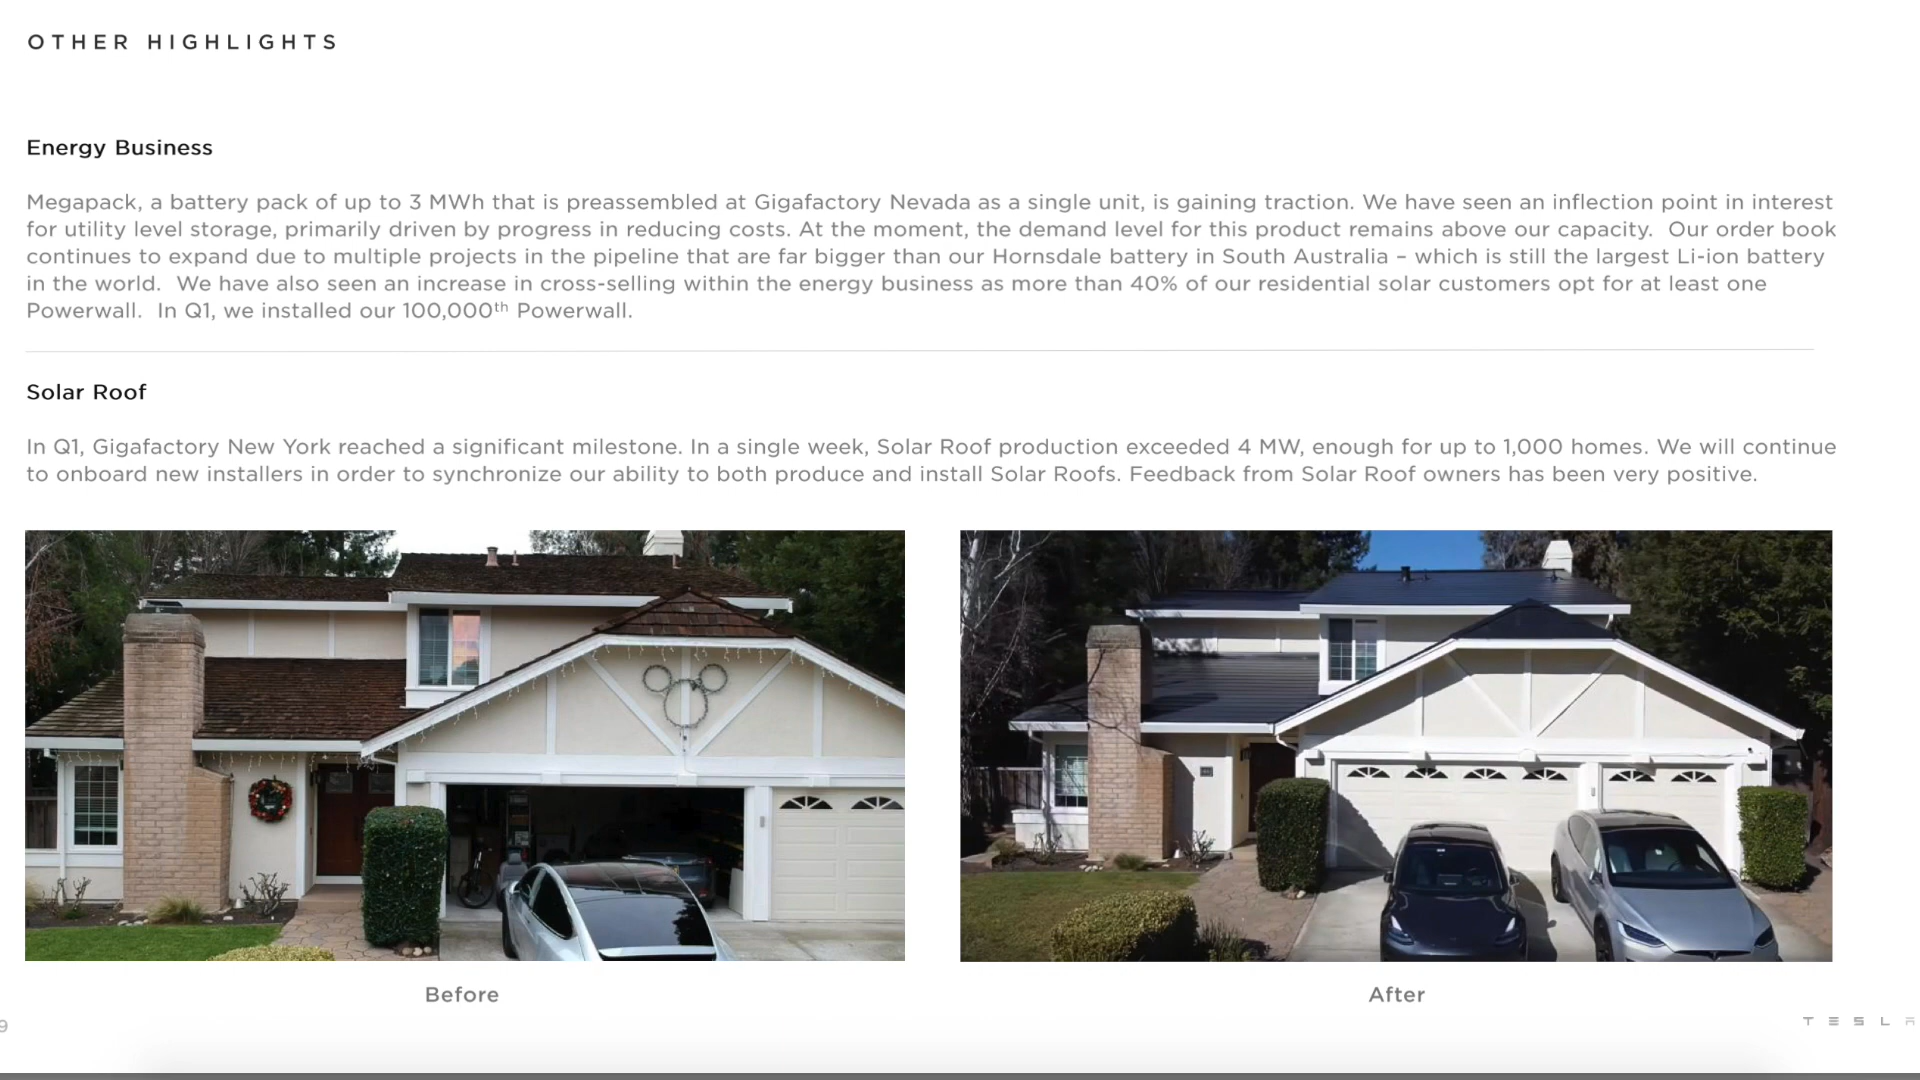 OTHER HIGHLIGHTS
Energy Business
Megapack, a battery pack of up to 3 MWh that is preassembled at Gigafactory Nevada as a single unit, is gaining traction. We have seen an inflection point in interest
for utility level storage, primarily driven by progress in reducing costs. At the moment, the demand level for this product remains above our capacity.  Our order book
continues to expand due to multiple projects in the pipeline that are far bigger than our Hornsdale battery in South Australia – which is still the largest Li-ion battery
in the world.  We have also seen an increase in cross-selling within the energy business as more than 40% of our residential solar customers opt for at least one
Powerwall.  In Q1, we installed our 100,000th Powerwall.
Solar Roof
In Q1, Gigafactory New York reached a significant milestone. In a single week, Solar Roof production exceeded 4 MW, enough for up to 1,000 homes. We will continue
to onboard new installers in order to synchronize our ability to both produce and install Solar Roofs. Feedback from Solar Roof owners has been very positive.
Before
After
9
TESLA